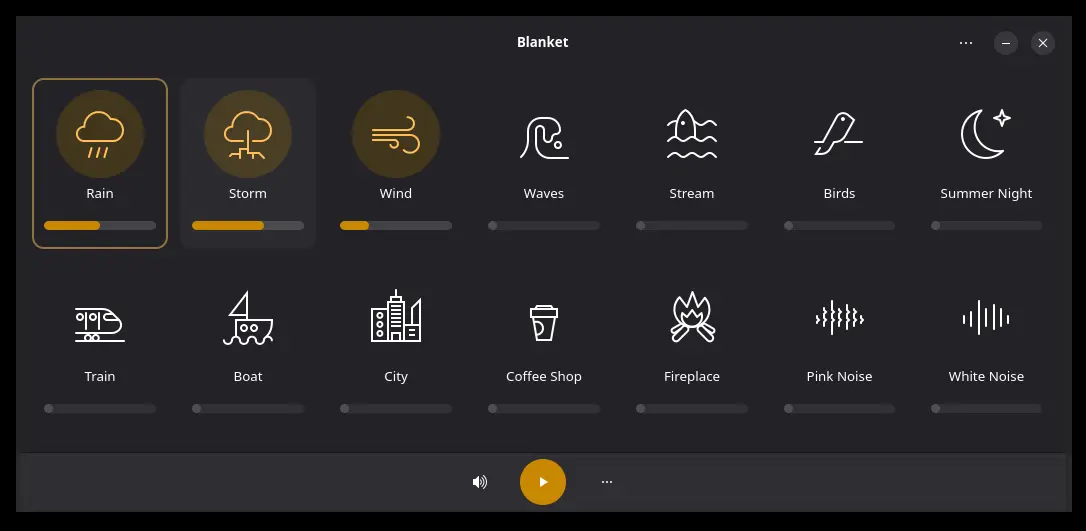 Blanket
Rain
Storm
Wind
Waves
Stream
Birds
Summer Night
Train
Boat
City
Coffee Shop
Fireplace
Pink Noise
White Noise